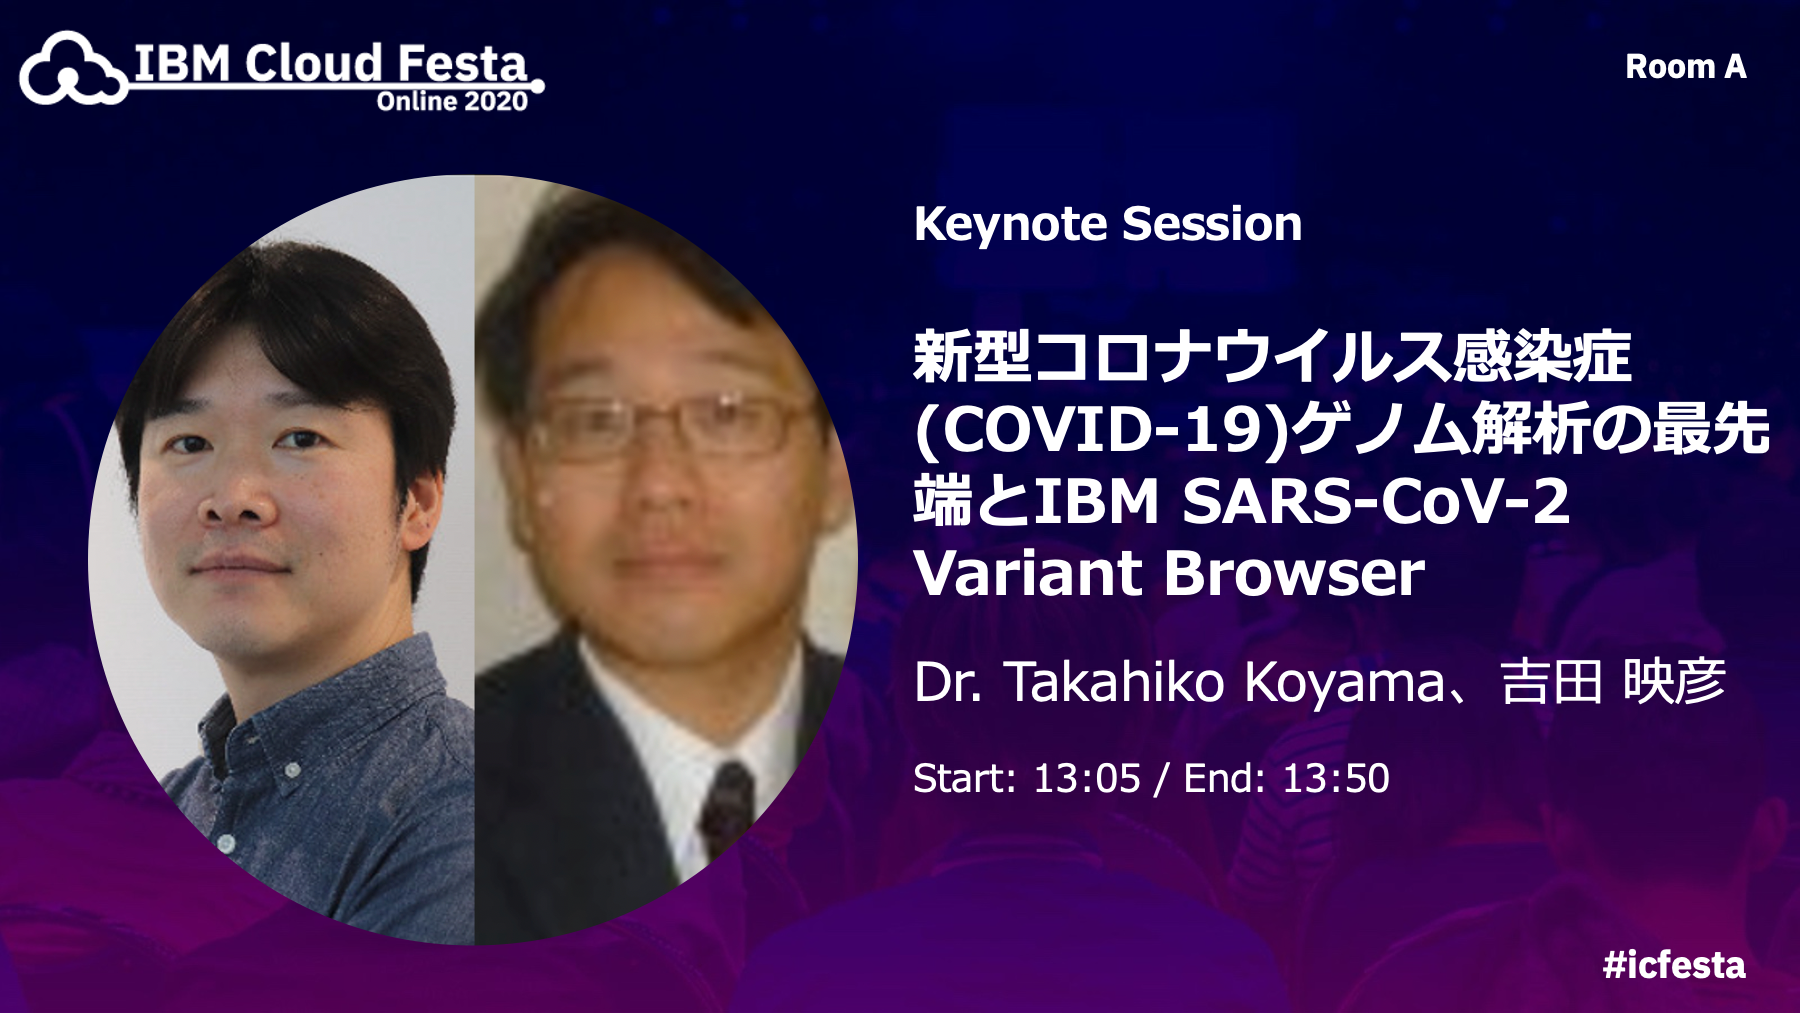 IBM Cloud Festa
Online 2020
Room A
Keynote Session
新型コロナウイルス感染症
(COVID-19)ゲノム解析の最先
端とIBM SARS-CoV-2
Variant Browser
Dr. Takahiko Koyama、吉田 映彦
Start: 13:05 / End: 13:50
#icfesta